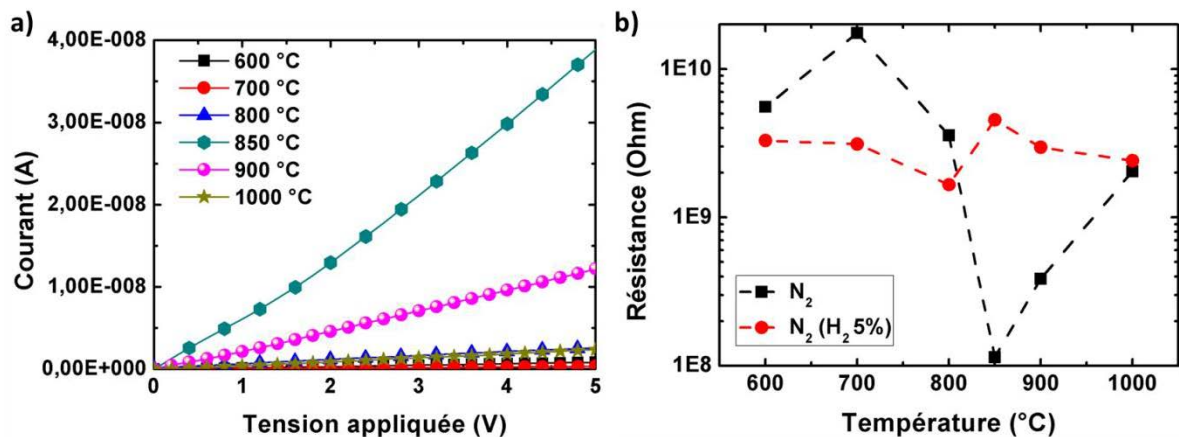 a)
4,00E-008
3,00E-008
2,00E-008
1,00E-008
0,00E+000
Courant (A)
600 °C
700 °C
800 °C
850 °C
900 °C
1000 °C
0 1 2 3 4 5
Tension appliquée (V)
b)
1E10
1E9
1E8
Résistance (Ohm)
N₂
N₂ (H₂ 5%)
600 700 800 900 1000
Température (°C)